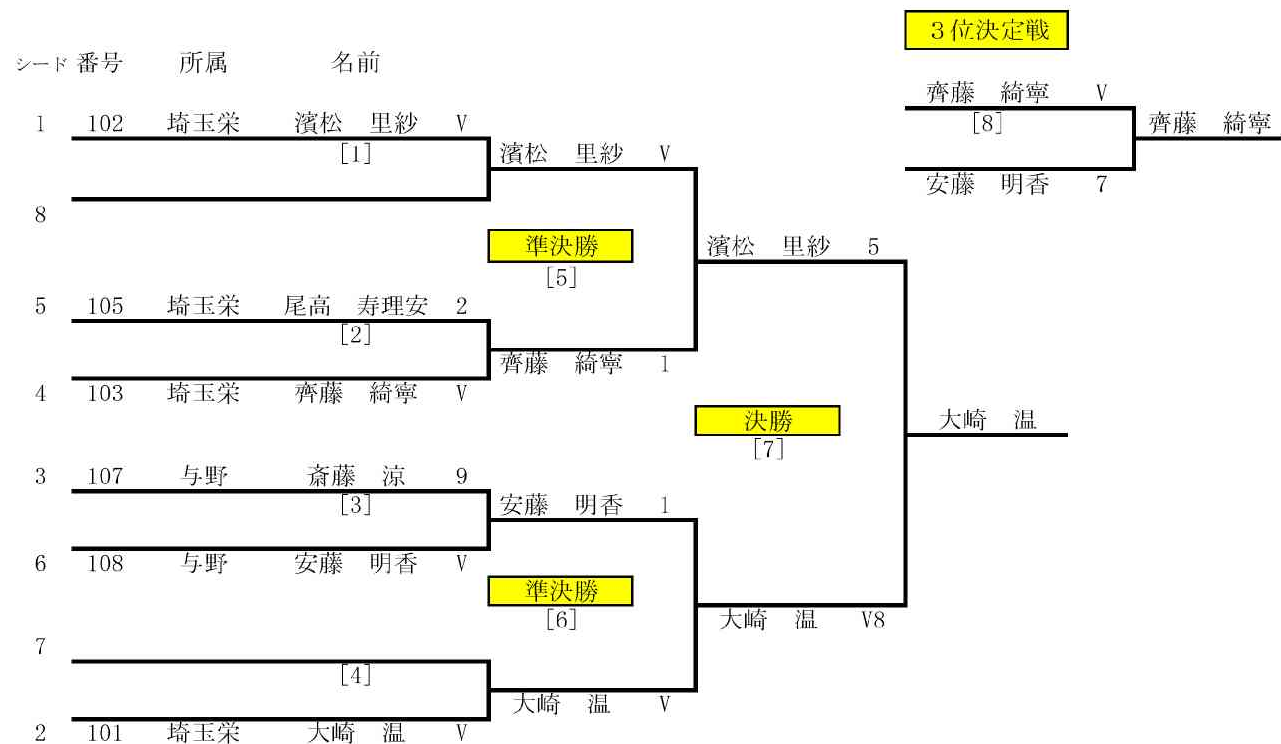 ３位決定戦
シード 番号 所属 名前
齊藤 綺寧 V
1 102 埼玉栄 濱松 里紗 V
[8]
齊藤 綺寧
[1]
濱松 里紗 V
安藤 明香 7
8
準決勝
濱松 里紗 5
[5]
5 105 埼玉栄 尾高 寿理安 2
[2]
齊藤 綺寧 1
4 103 埼玉栄 齊藤 綺寧 V
決勝
大崎 温
[7]
3 107 与野 斎藤 涼 9
[3]
安藤 明香 1
6 108 与野 安藤 明香 V
準決勝
[6]
大崎 温 V8
7
[4]
大崎 温 V
2 101 埼玉栄 大崎 温 V